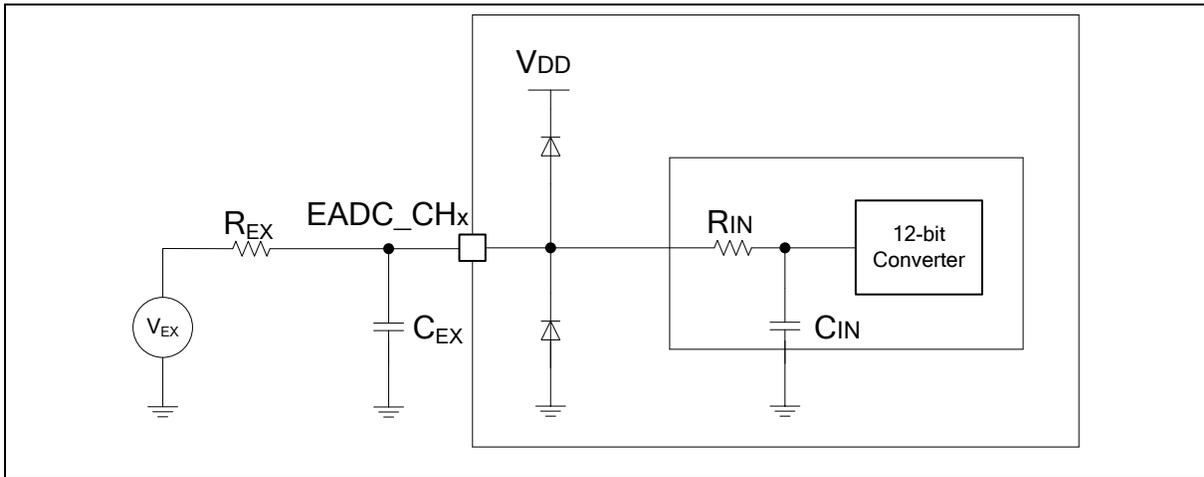 VDD
EADC_CHx
REX
RIN
12-bit
Converter
VEX
CEX
CIN